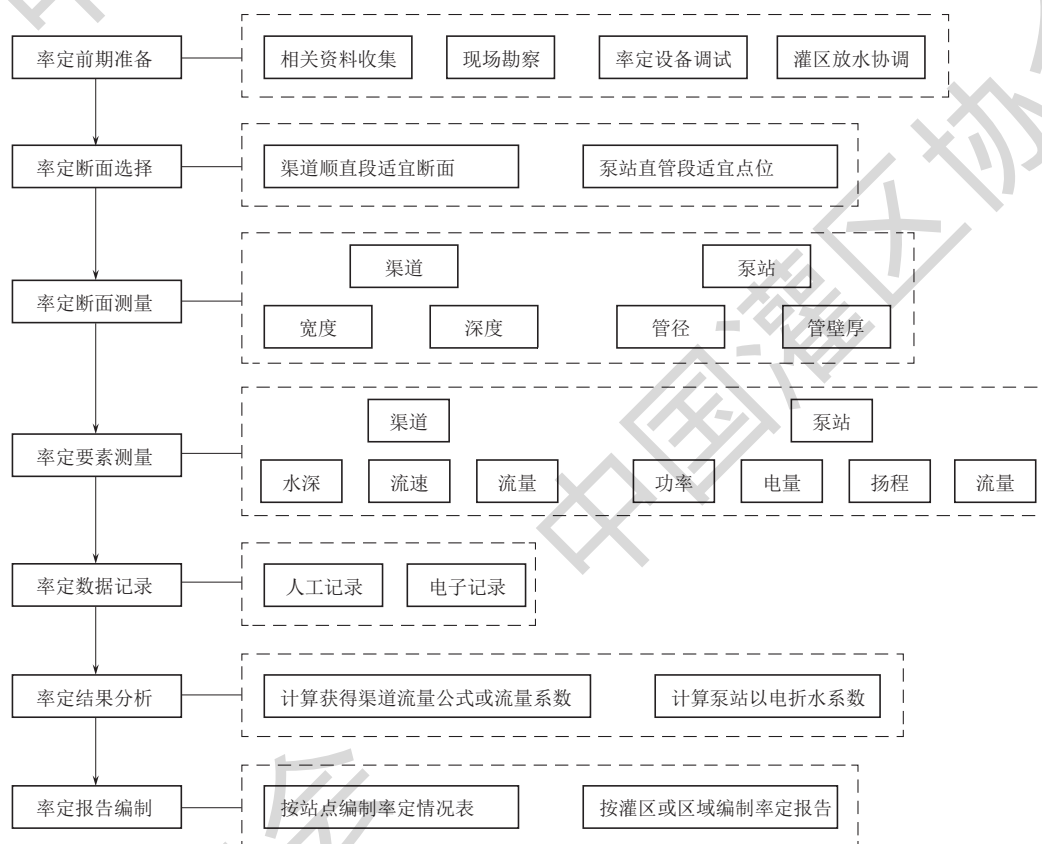 率定前期准备
相关资料收集
现场勘察
率定设备调试
灌区放水协调
率定断面选择
渠道顺直段适宜断面
泵站直管段适宜点位
率定断面测量
渠道
泵站
宽度
深度
管径
管壁厚
率定要素测量
渠道
泵站
水深
流速
流量
功率
电量
扬程
流量
率定数据记录
人工记录
电子记录
率定结果分析
计算获得渠道流量公式或流量系数
计算泵站以电折水系数
率定报告编制
按站点编制率定情况表
按灌区或区域编制率定报告
中国灌区协会